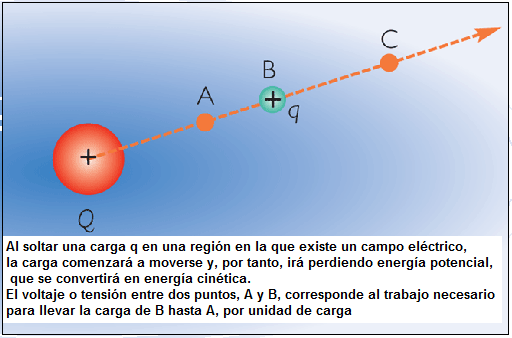 C
B
A
+
q
+
Q
Al soltar una carga q en una región en la que existe un campo eléctrico,
la carga comenzará a moverse y, por tanto, irá perdiendo energía potencial,
que se convertirá en energía cinética.
El voltaje o tensión entre dos puntos, A y B, corresponde al trabajo necesario
para llevar la carga de B hasta A, por unidad de carga